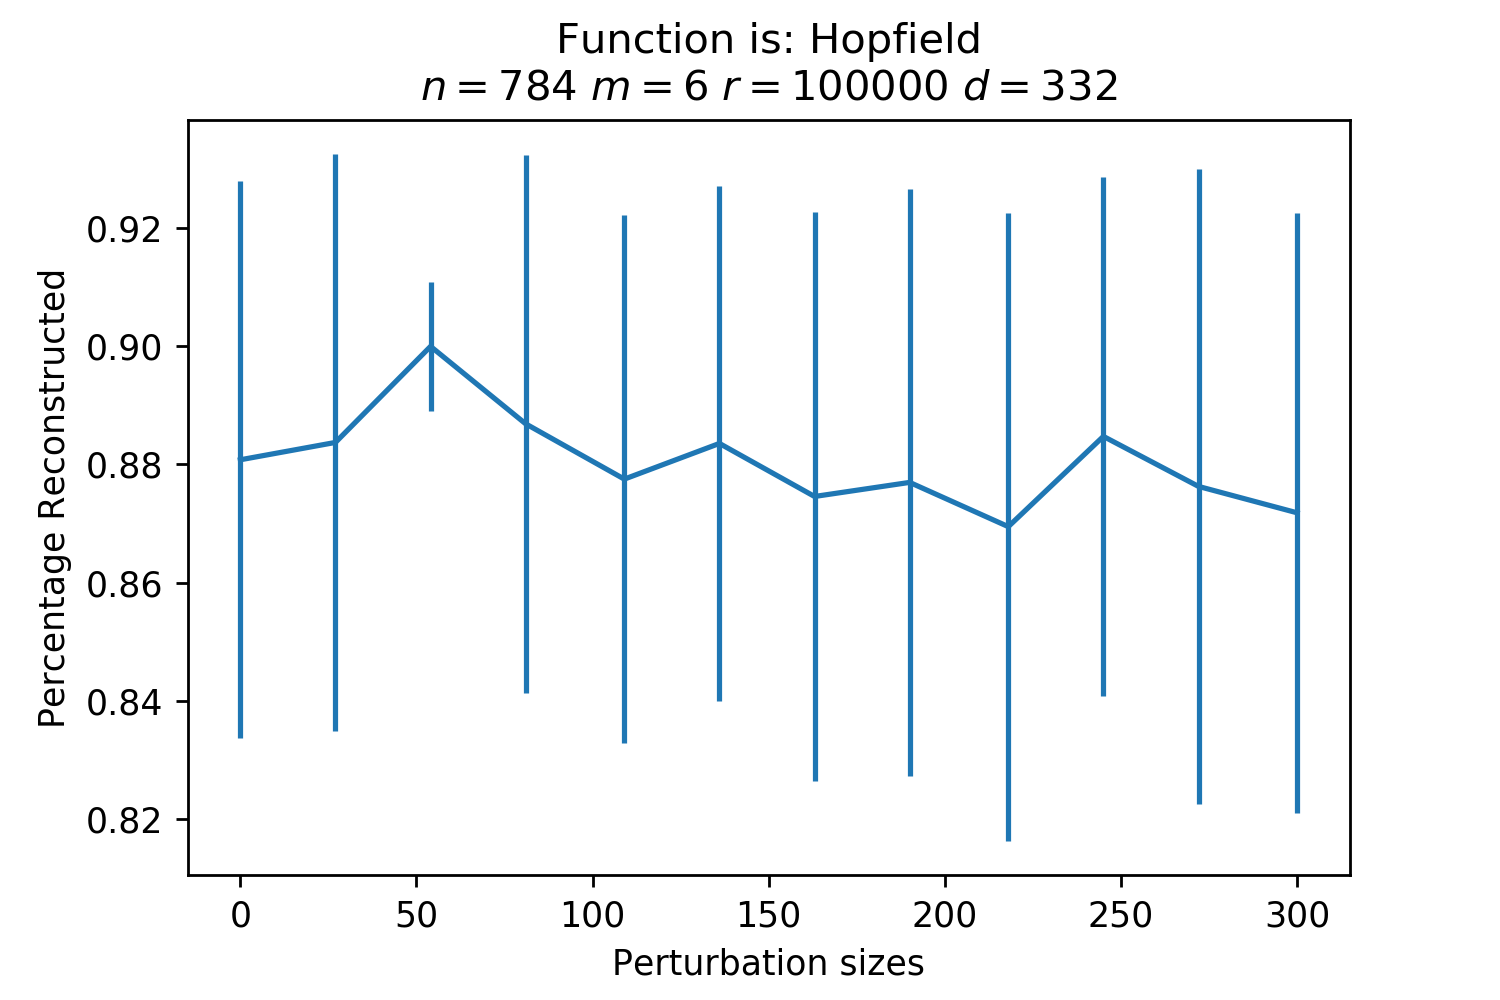 Function is: Hopfield
n = 784 m = 6 r = 100000 d = 332
Percentage Reconstructed
0.92
0.90
0.88
0.86
0.84
0.82
0 50 100 150 200 250 300
Perturbation sizes